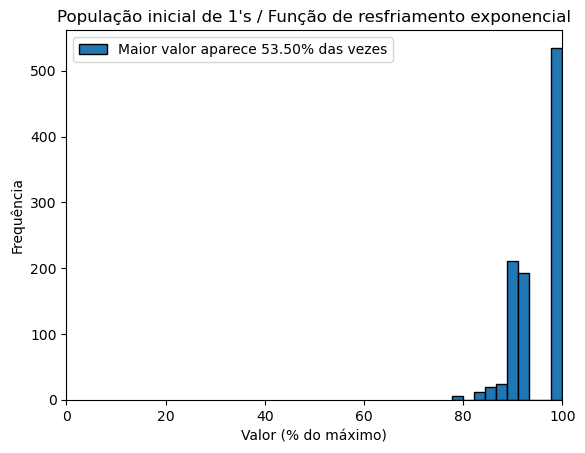 População inicial de 1's / Função de resfriamento exponencial
Maior valor aparece 53.50% das vezes
Frequência
500
400
300
200
100
0
0 20 40 60 80 100
Valor (% do máximo)